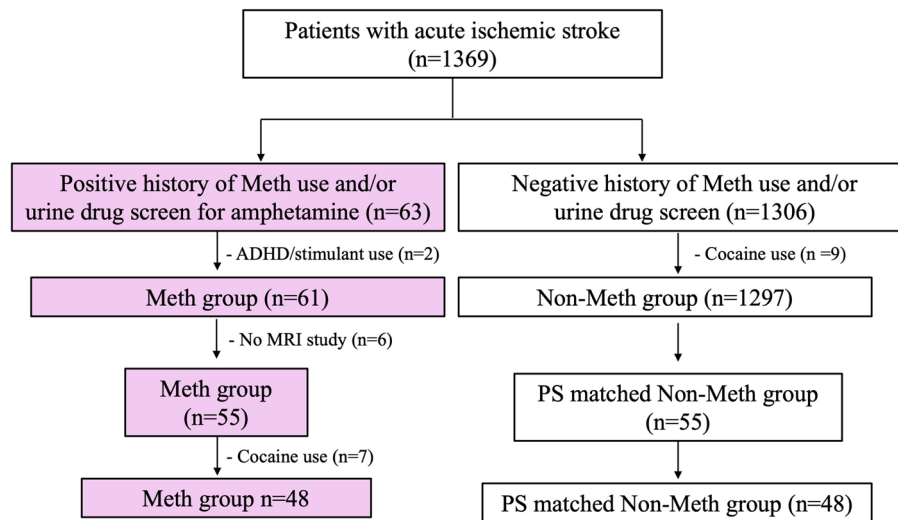 Patients with acute ischemic stroke
(n=1369)
Positive history of Meth use and/or
urine drug screen for amphetamine (n=63)
Negative history of Meth use and/or
urine drug screen (n=1306)
- ADHD/stimulant use (n=2)
- Cocaine use (n =9)
Meth group (n=61)
Non-Meth group (n=1297)
- No MRI study (n=6)
Meth group
(n=55)
PS matched Non-Meth group
(n=55)
- Cocaine use (n=7)
Meth group n=48
PS matched Non-Meth group (n=48)